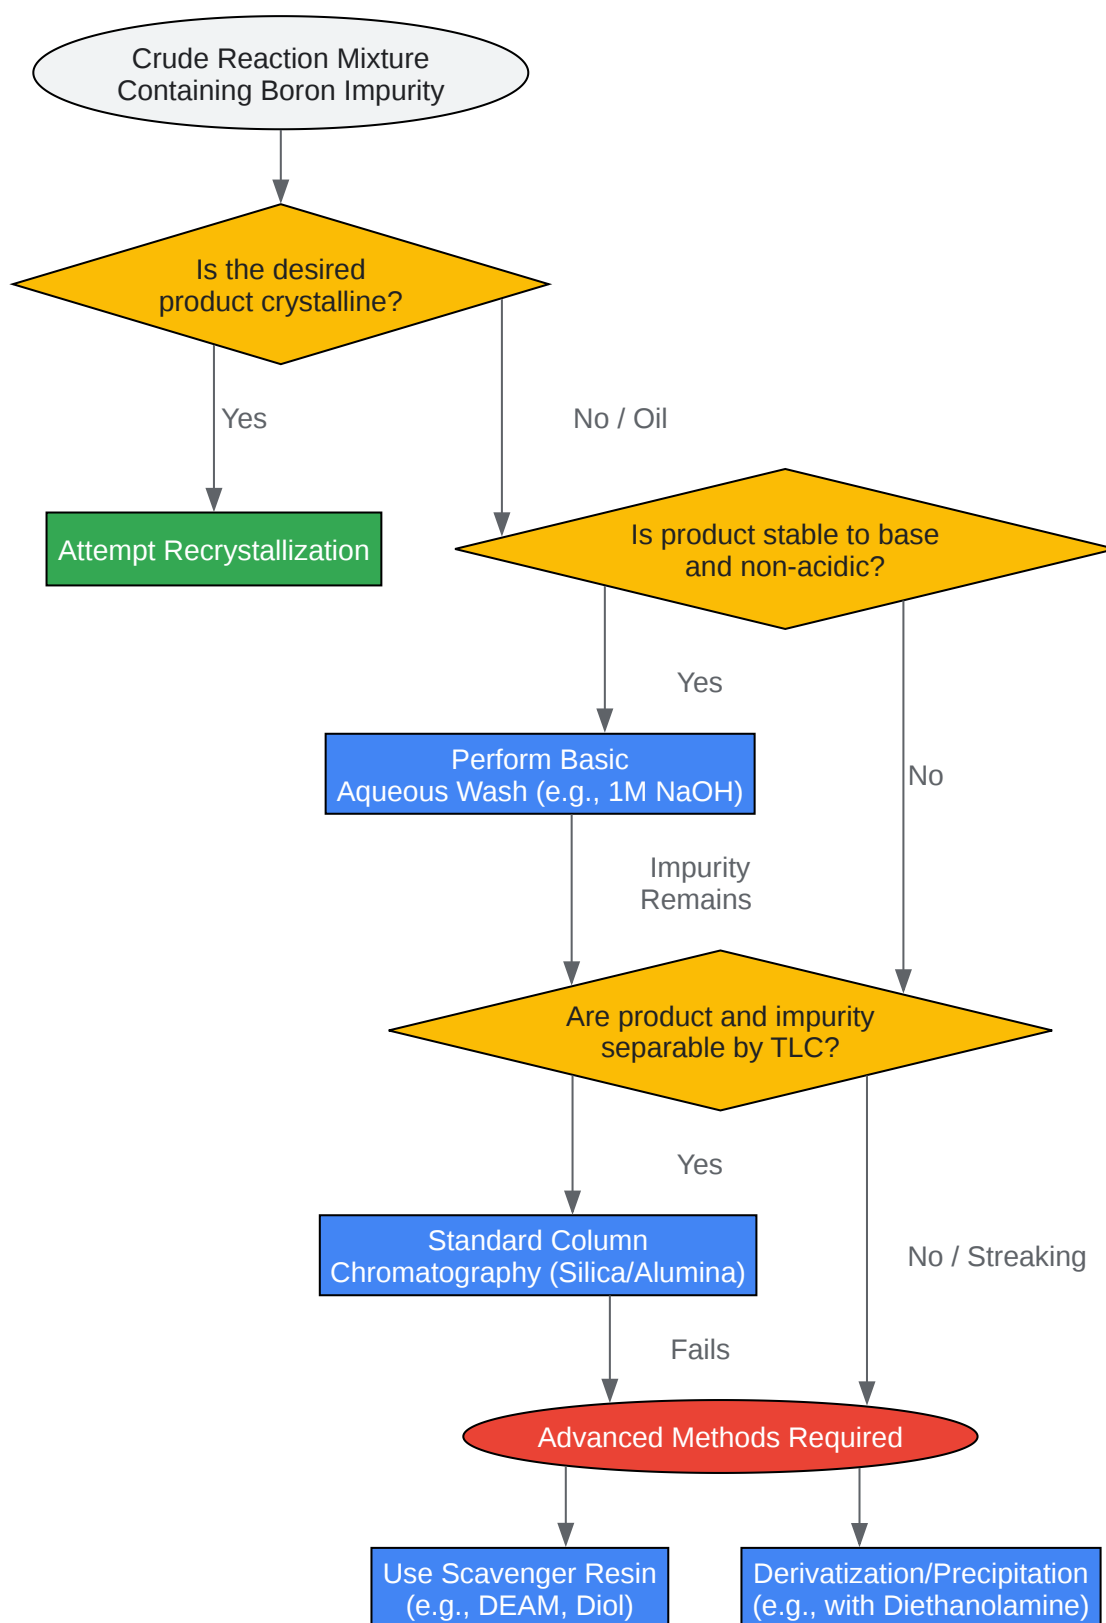 Crude Reaction Mixture
Containing Boron Impurity
Is the desired
product crystalline?
Yes
No / Oil
Attempt Recrystallization
Is product stable to base
and non-acidic?
Yes
Perform Basic
Aqueous Wash (e.g., 1M NaOH)
No
Impurity
Remains
Are product and impurity
separable by TLC?
Yes
Standard Column
Chromatography (Silica/Alumina)
No / Streaking
Fails
Advanced Methods Required
Use Scavenger Resin
(e.g., DEAM, Diol)
Derivatization/Precipitation
(e.g., with Diethanolamine)